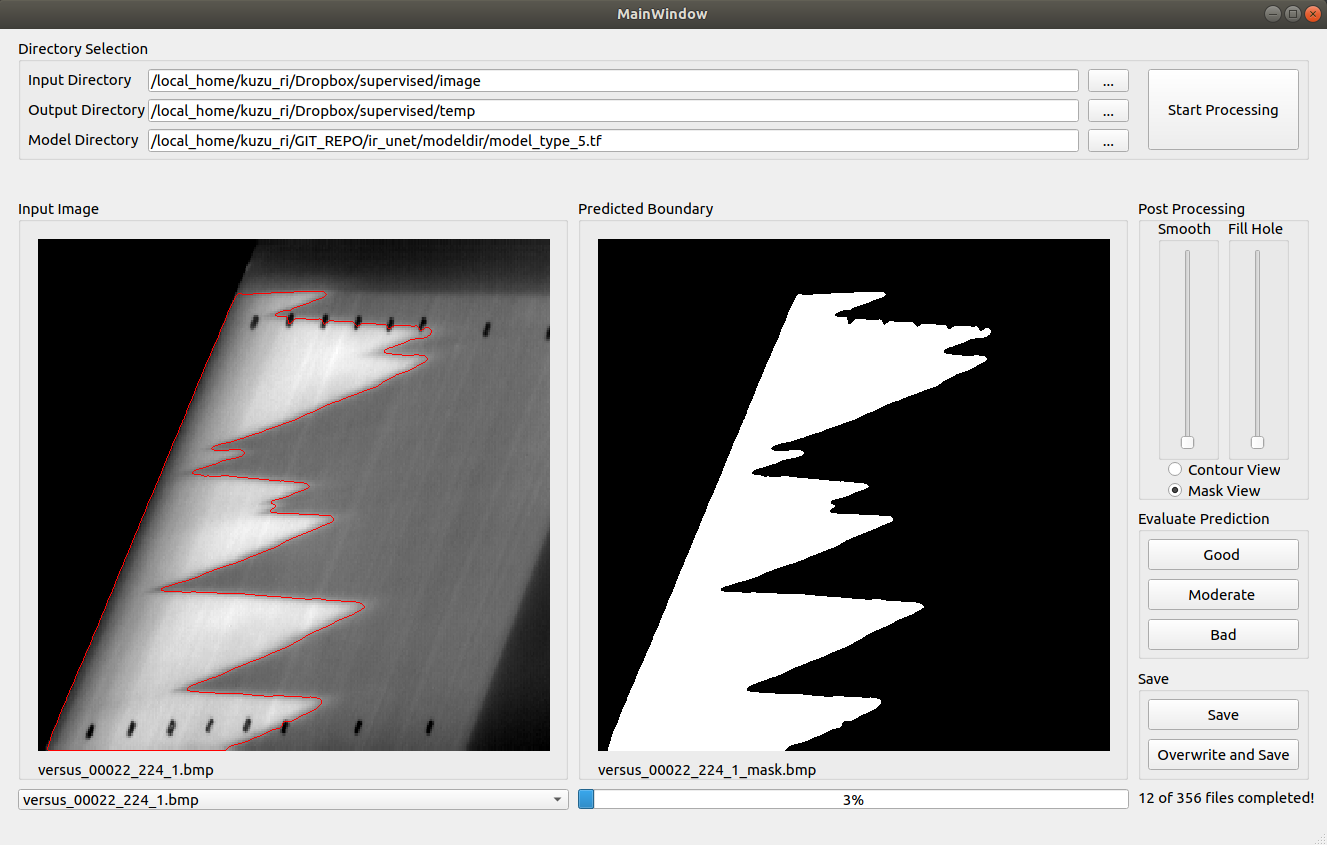 MainWindow
Directory Selection
Input Directory /local_home/kuzu_ri/Dropbox/supervised/image ...
Output Directory /local_home/kuzu_ri/Dropbox/supervised/temp ...
Model Directory /local_home/kuzu_ri/GIT_REPO/ir_unet/modeldir/model_type_5.tf ...
Start Processing
Input Image
Predicted Boundary
Post Processing
Smooth Fill Hole
Contour View
Mask View
Evaluate Prediction
Good
Moderate
Bad
Save
Save
Overwrite and Save
versus_00022_224_1.bmp
versus_00022_224_1_mask.bmp
versus_00022_224_1.bmp
3%
12 of 356 files completed!